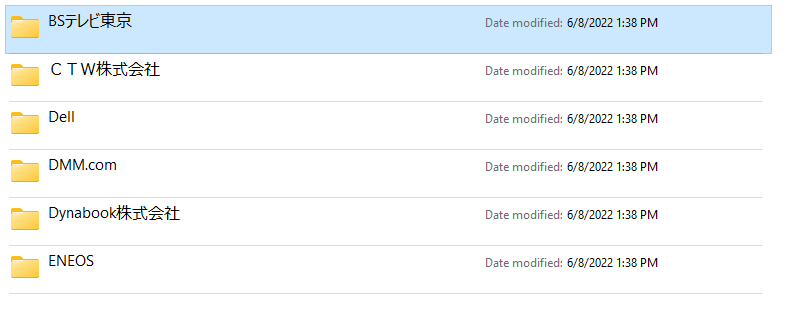 BSテレビ東京 Date modified: 6/8/2022 1:38 PM
ＣＴＷ株式会社 Date modified: 6/8/2022 1:38 PM
Dell Date modified: 6/8/2022 1:38 PM
DMM.com Date modified: 6/8/2022 1:38 PM
Dynabook株式会社 Date modified: 6/8/2022 1:38 PM
ENEOS Date modified: 6/8/2022 1:38 PM